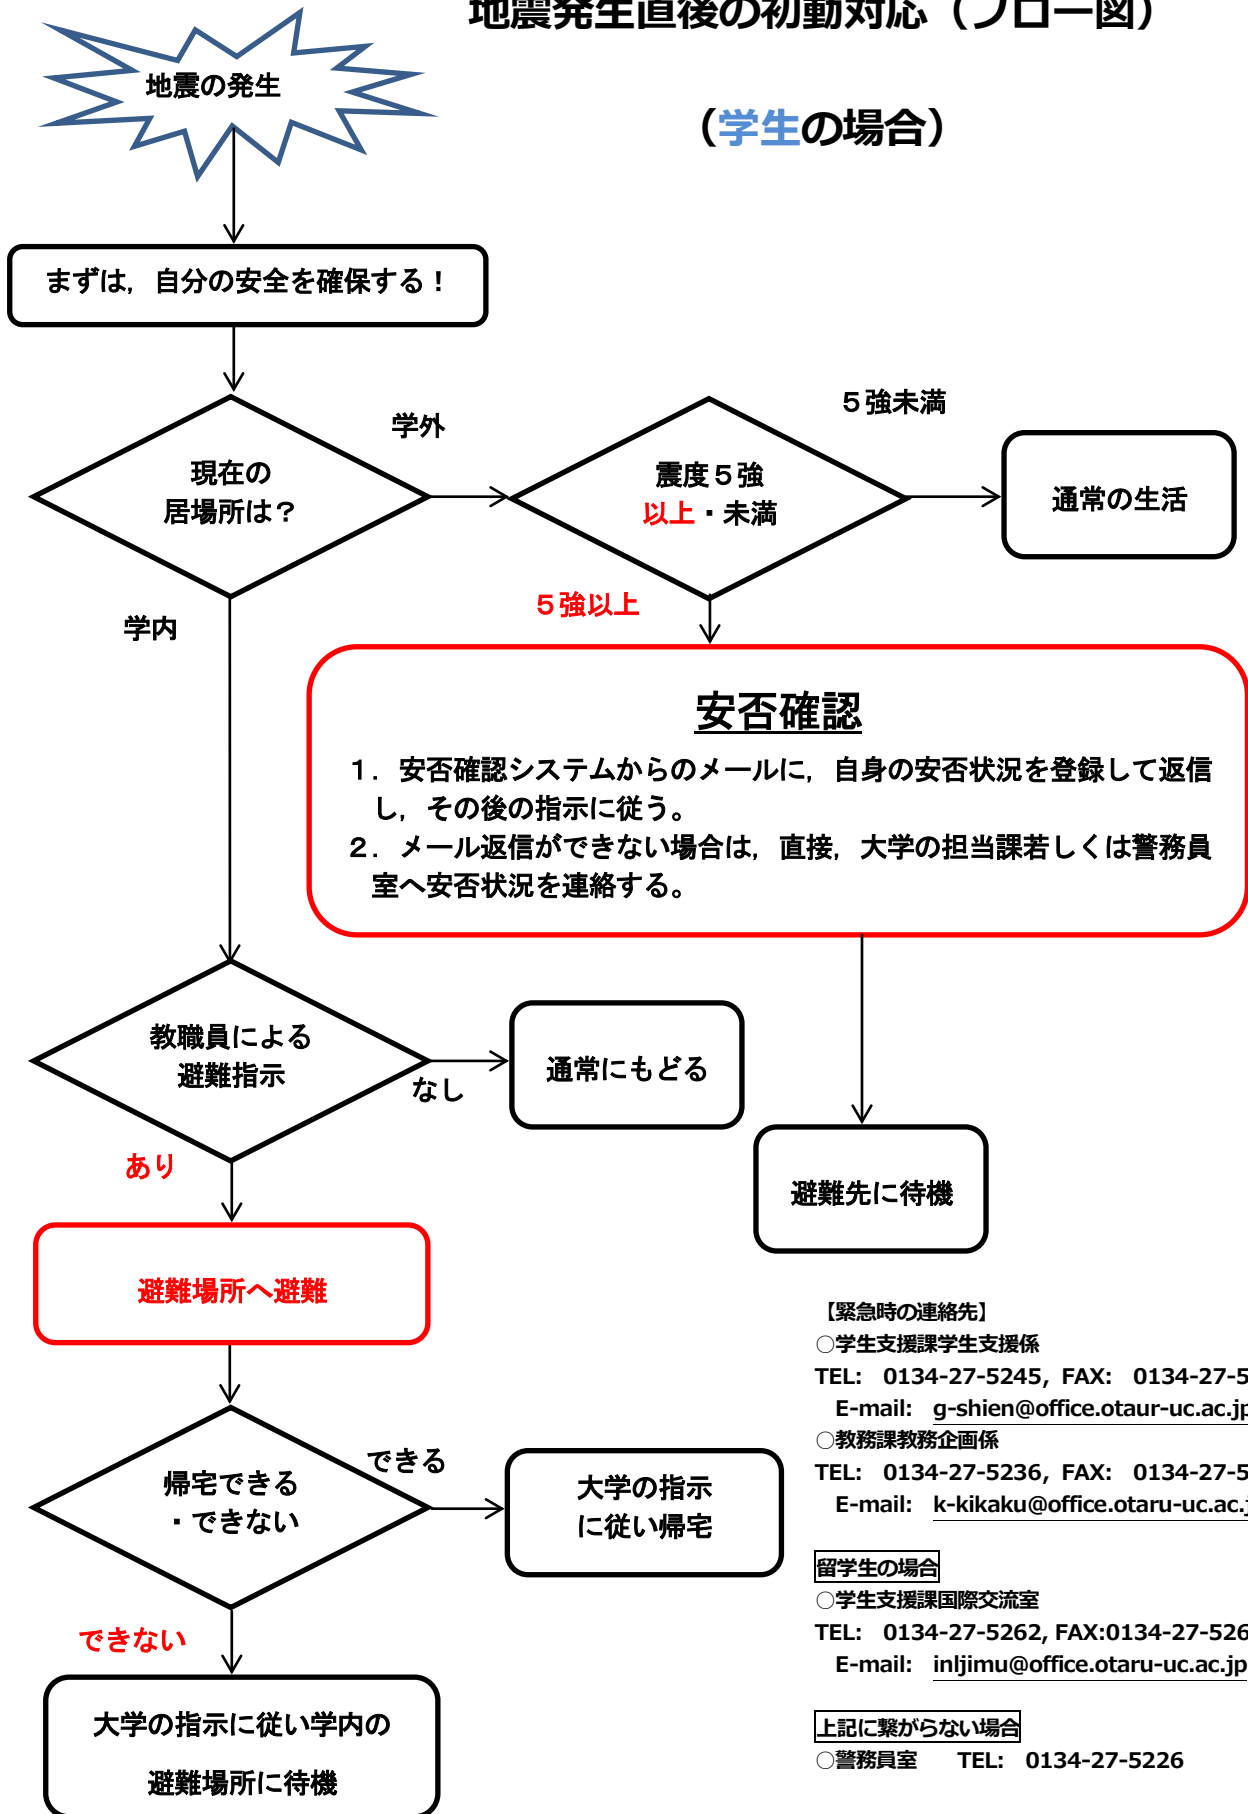 地震発生直後の初動対応（フロー図）
（学生の場合）
地震の発生
まずは，自分の安全を確保する！
現在の
居場所は？
学外
学内
震度５強
以上・未満
５強未満
通常の生活
５強以上
安否確認
１．安否確認システムからのメールに，自身の安否状況を登録して返信
し，その後の指示に従う。
２．メール返信ができない場合は，直接，大学の担当課若しくは警務員
室へ安否状況を連絡する。
避難先に待機
教職員による
避難指示
なし
通常にもどる
あり
避難場所へ避難
帰宅できる
・できない
できる
大学の指示
に従い帰宅
できない
大学の指示に従い学内の
避難場所に待機
【緊急時の連絡先】
○学生支援課学生支援係
TEL:　0134-27-5245, FAX:　0134-27-5
E-mail:　g-shien@office.otaur-uc.ac.jp
○教務課教務企画係
TEL:　0134-27-5236, FAX:　0134-27-5
E-mail:　k-kikaku@office.otaru-uc.ac.j
留学生の場合
○学生支援課国際交流室
TEL:　0134-27-5262, FAX:0134-27-526
E-mail:　inljimu@office.otaru-uc.ac.jp
上記に繋がらない場合
○警務員室　　TEL:　0134-27-5226